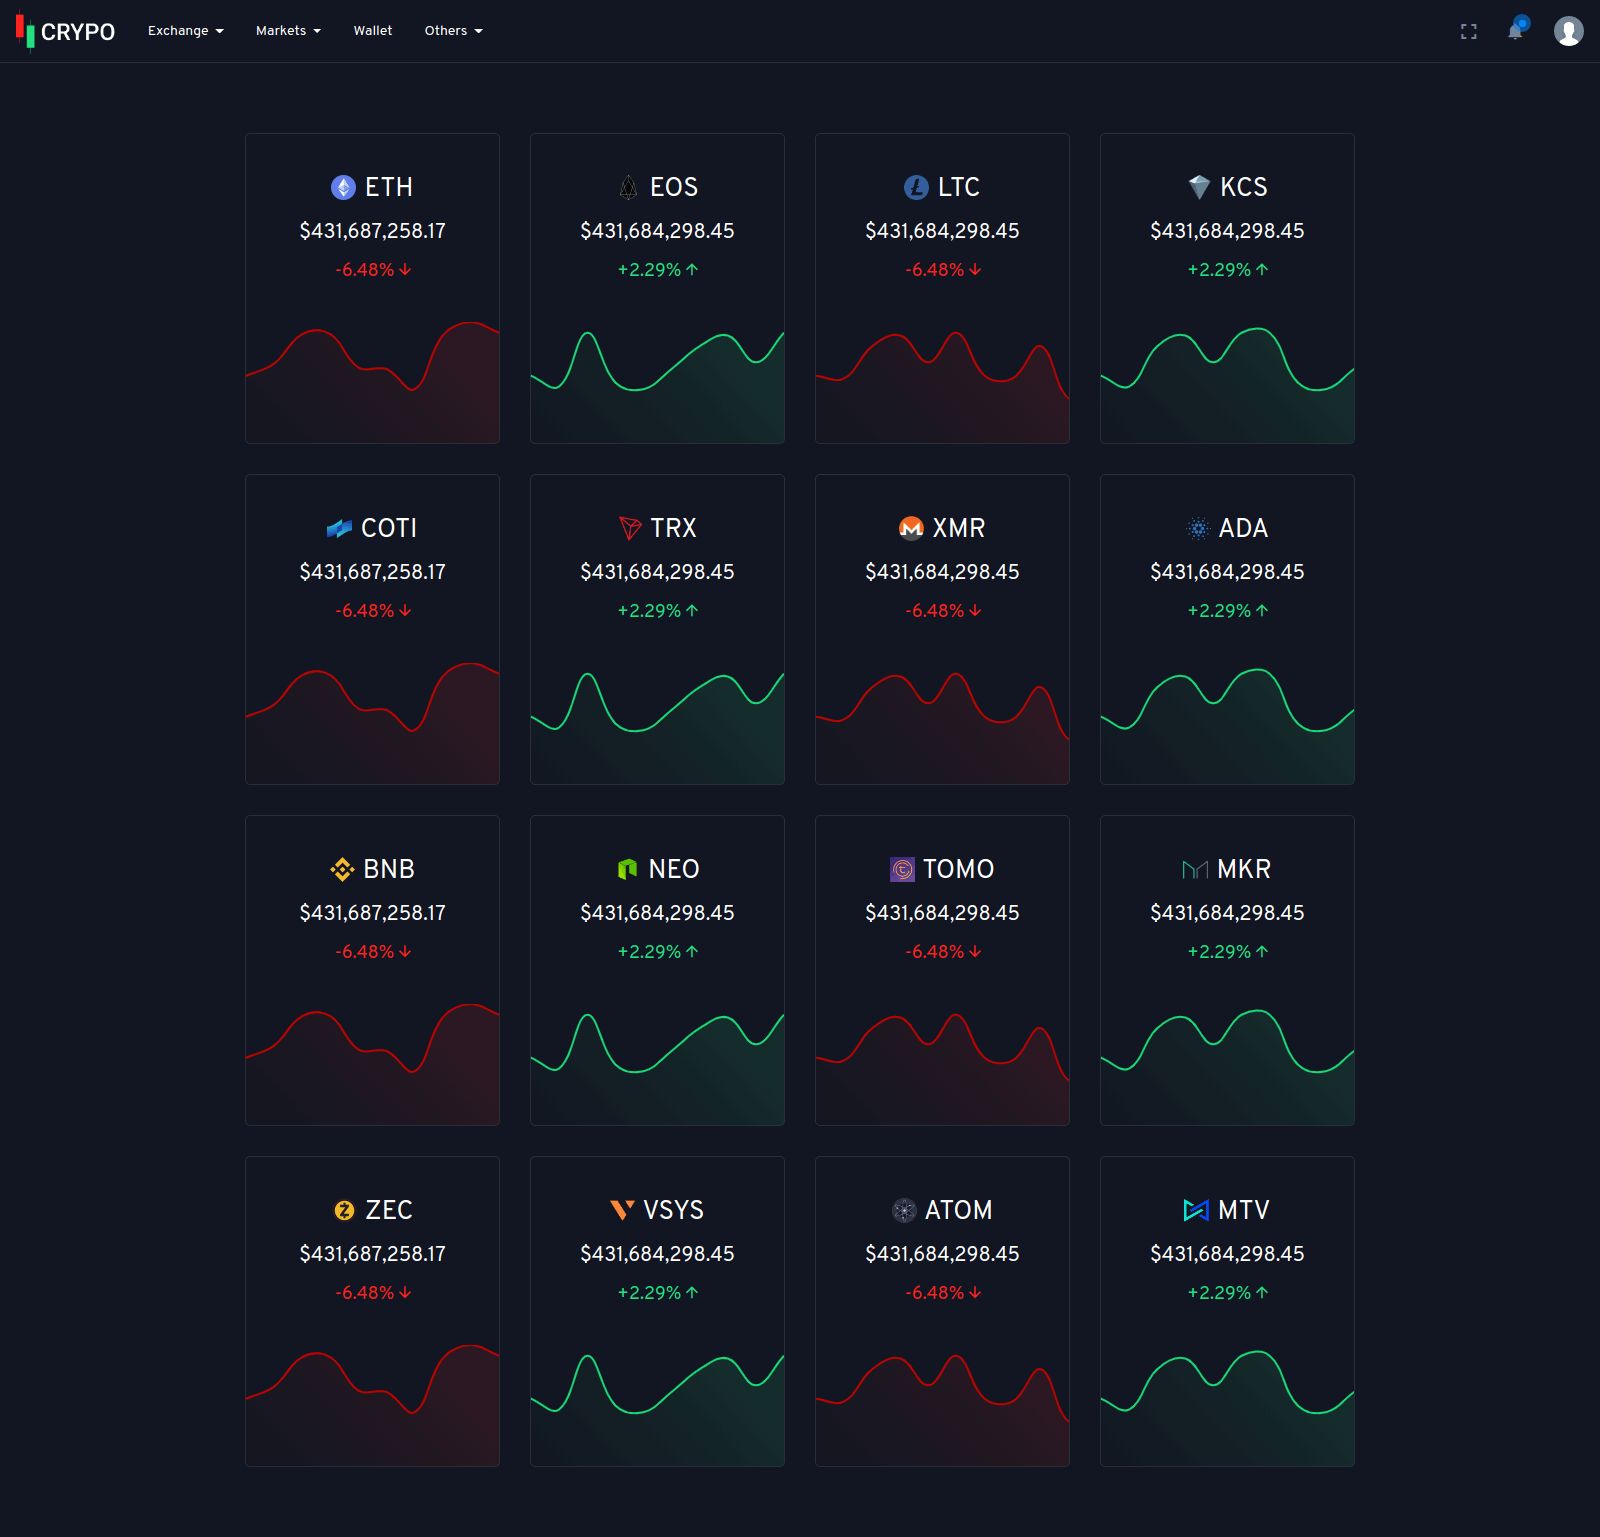 CRYPO
Exchange
Markets
Wallet
Others
ETH
$431,687,258.17
-6.48%
EOS
$431,684,298.45
+2.29%
LTC
$431,684,298.45
-6.48%
KCS
$431,684,298.45
+2.29%
COTI
$431,687,258.17
-6.48%
TRX
$431,684,298.45
+2.29%
XMR
$431,684,298.45
-6.48%
ADA
$431,684,298.45
+2.29%
BNB
$431,687,258.17
-6.48%
NEO
$431,684,298.45
+2.29%
TOMO
$431,684,298.45
-6.48%
MKR
$431,684,298.45
+2.29%
ZEC
$431,687,258.17
-6.48%
VSYS
$431,684,298.45
+2.29%
ATOM
$431,684,298.45
-6.48%
MTV
$431,684,298.45
+2.29%